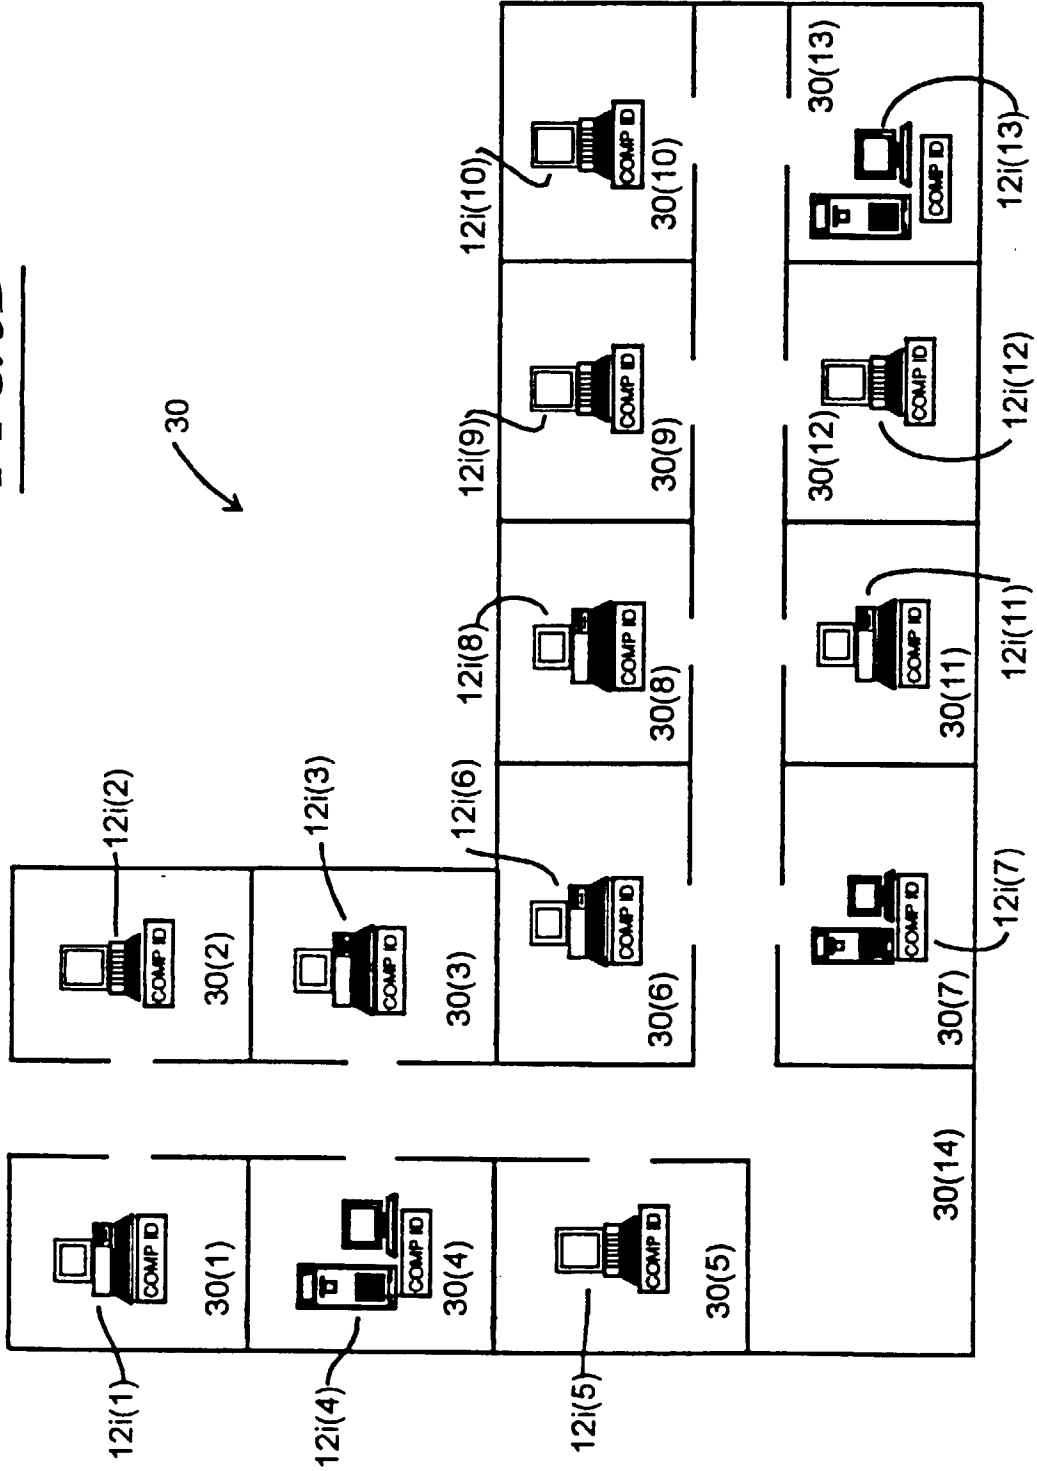 30
12i(1)
COMP ID
30(1)
12i(2)
COMP ID
30(2)
12i(3)
COMP ID
30(3)
12i(4)
COMP ID
30(4)
12i(5)
COMP ID
30(5)
12i(6)
COMP ID
30(6)
12i(7)
COMP ID
30(7)
12i(8)
COMP ID
30(8)
12i(9)
COMP ID
30(9)
12i(10)
COMP ID
30(10)
12i(11)
COMP ID
30(11)
12i(12)
COMP ID
30(12)
12i(13)
COMP ID
30(13)
30(14)